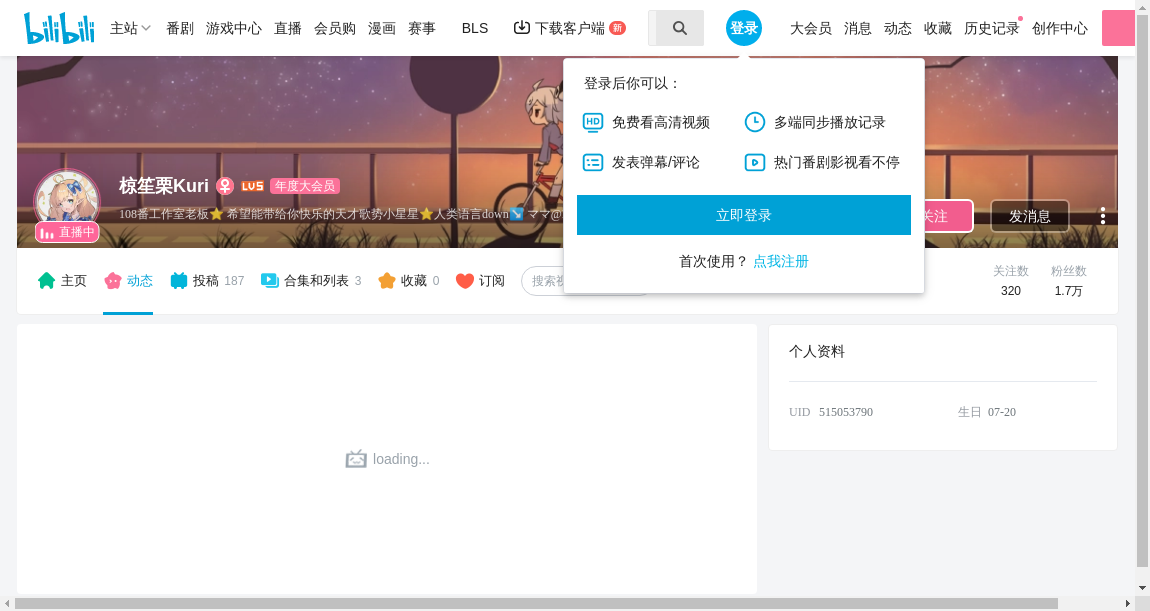 bilibili 主站 番剧 游戏中心 直播 会员购 漫画 赛事 BLS 下载客户端 新 登录 大会员 消息 动态 收藏 历史记录 创作中心
登录后你可以：
HD 免费看高清视频 多端同步播放记录
发表弹幕/评论 热门番剧影视看不停
立即登录
首次使用？ 点我注册
椋笙栗Kuri LV5 年度大会员
108番工作室老板⭐ 希望能带给你快乐的天才歌势小星星⭐人类语言down↘ ママ@
直播中
关注 发消息
主页 动态 投稿 187 合集和列表 3 收藏 0 订阅 搜索视
关注数 粉丝数
320 1.7万
loading...
个人资料
UID 515053790 生日 07-20